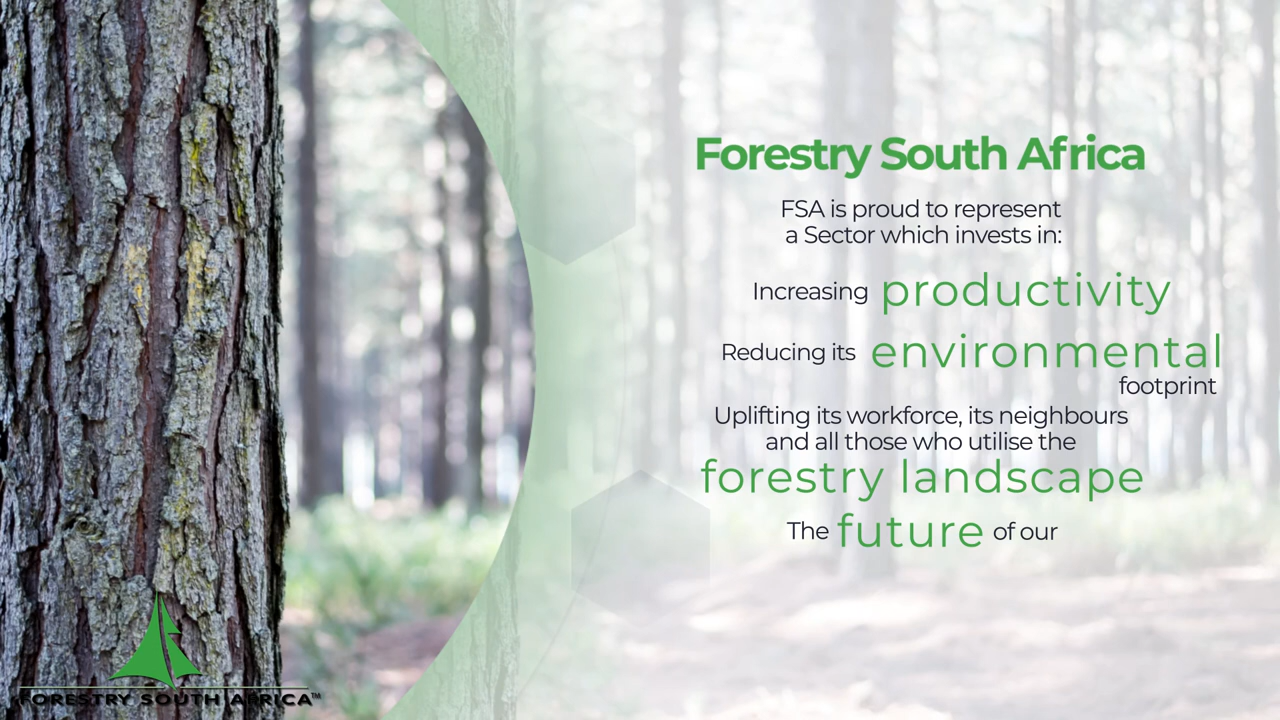 Forestry South Africa
FSA is proud to represent
a Sector which invests in:
Increasing productivity
Reducing its environmental
footprint
Uplifting its workforce, its neighbours
and all those who utilise the
forestry landscape
The future of our
FORESTRY SOUTH AFRICA™